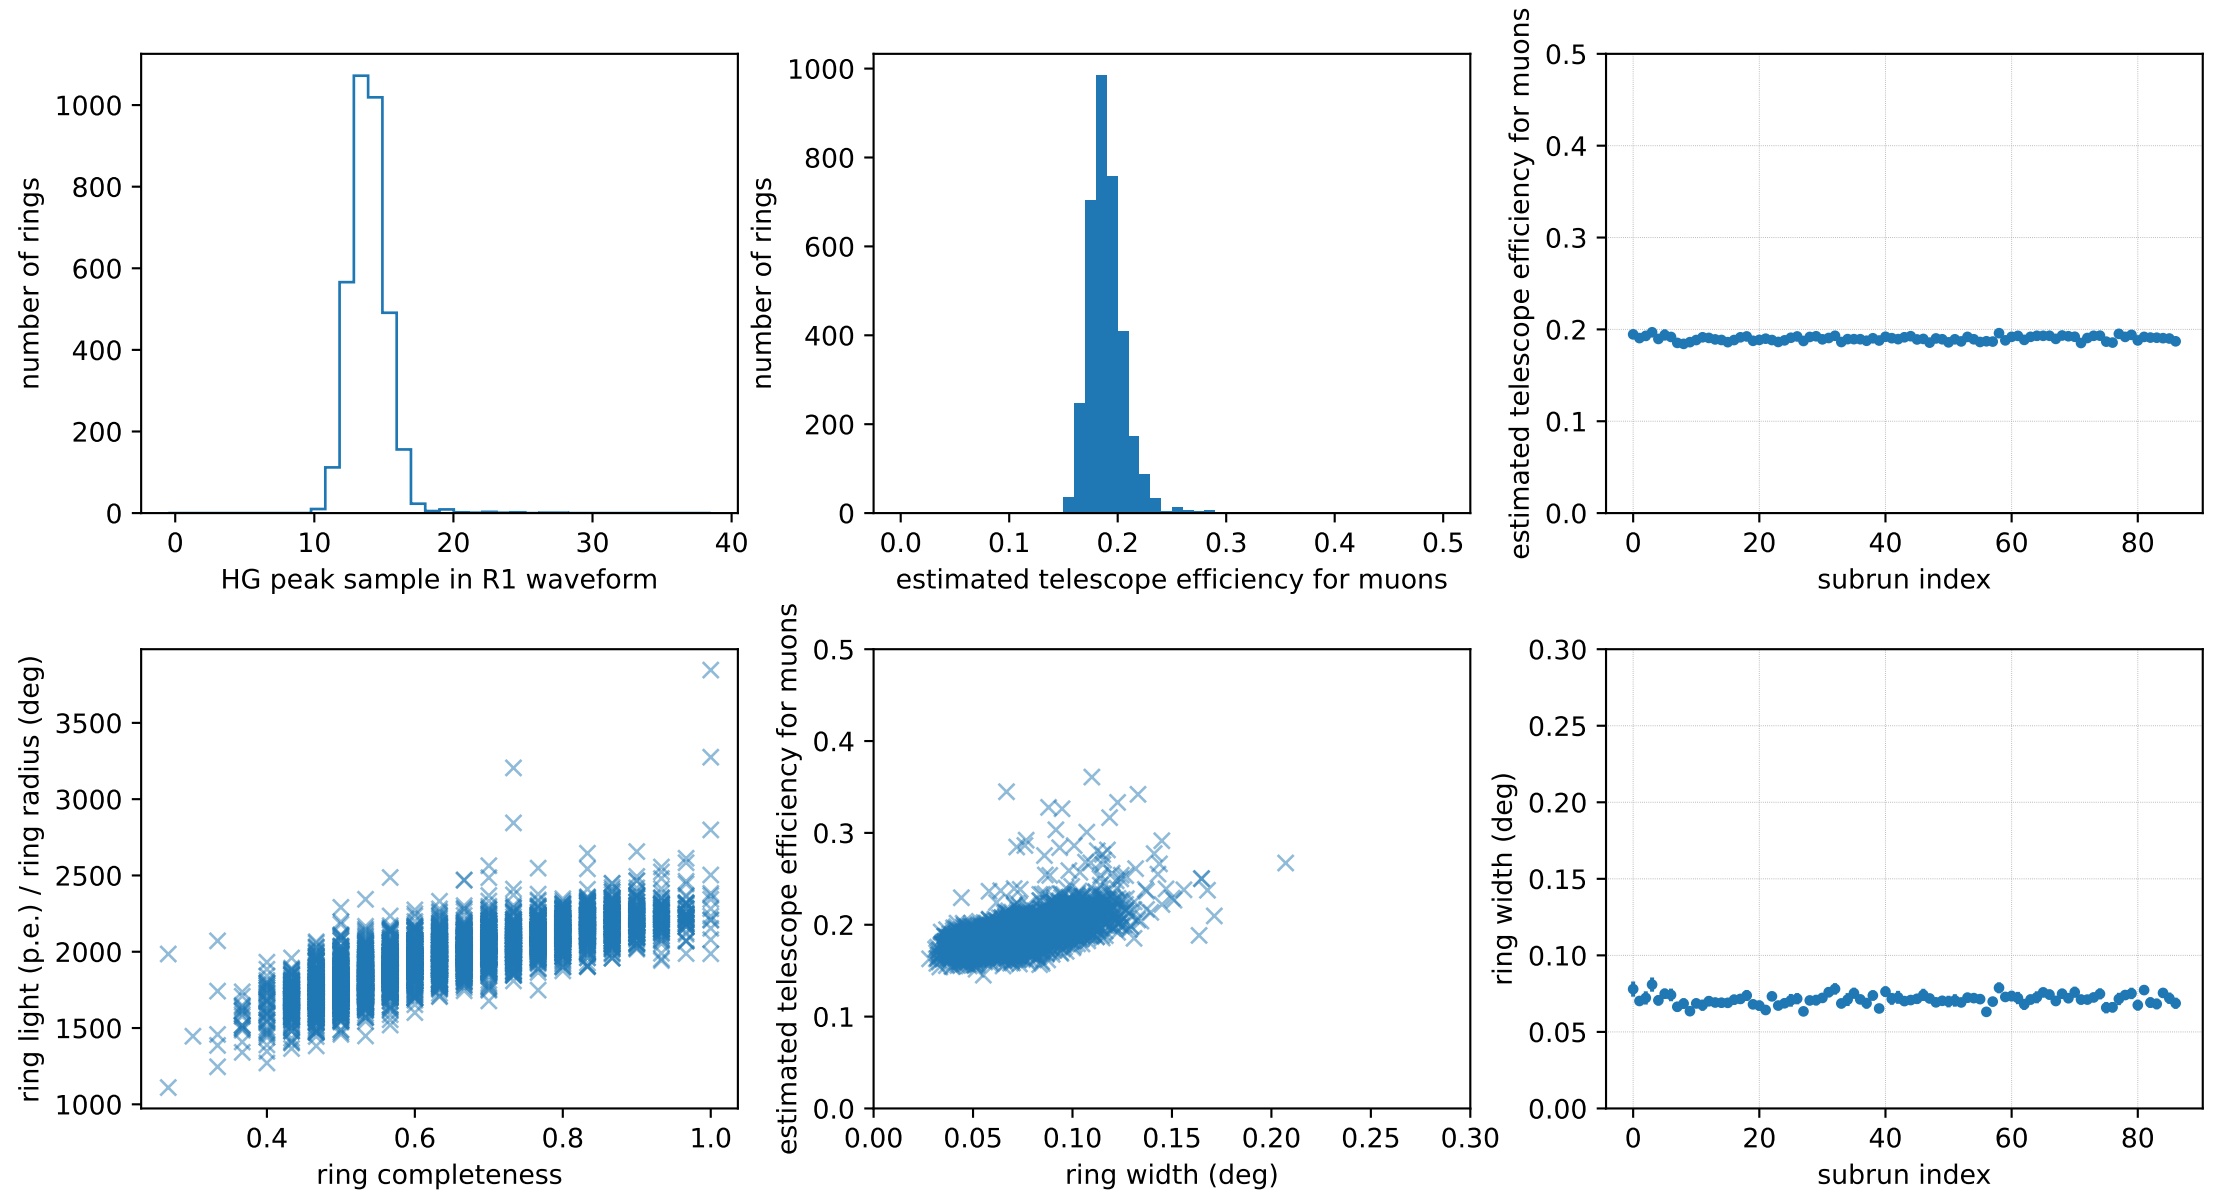 number of rings
1000
800
600
400
200
0
0 10 20 30 40
HG peak sample in R1 waveform
number of rings
1000
800
600
400
200
0
0.0 0.1 0.2 0.3 0.4 0.5
estimated telescope efficiency for muons
estimated telescope efficiency for muons
0.5
0.4
0.3
0.2
0.1
0.0
0 20 40 60 80
subrun index
ring light (p.e.) / ring radius (deg)
3500
3000
2500
2000
1500
1000
0.4 0.6 0.8 1.0
ring completeness
estimated telescope efficiency for muons
0.5
0.4
0.3
0.2
0.1
0.0
0.00 0.05 0.10 0.15 0.20 0.25 0.30
ring width (deg)
ring width (deg)
0.30
0.25
0.20
0.15
0.10
0.05
0.00
0 20 40 60 80
subrun index